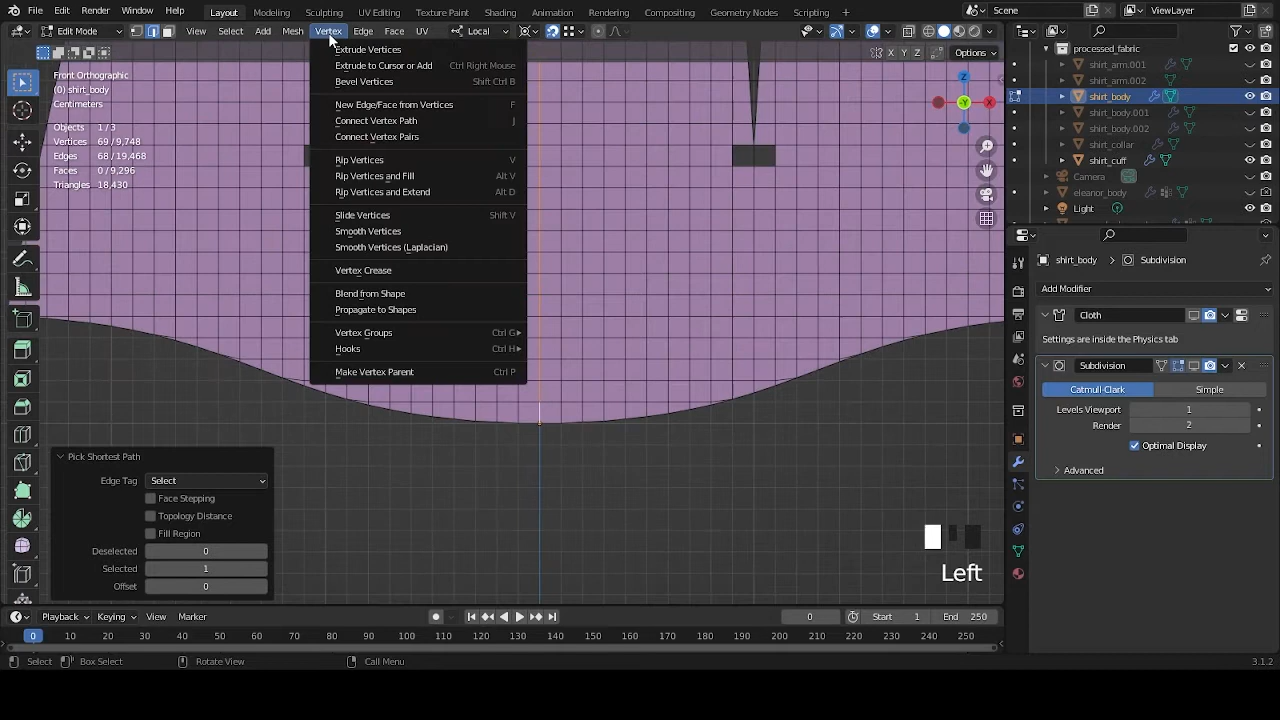 File Edit Render Window Help Layout Modeling Sculpting UV Editing Texture Paint Shading Animation Rendering Compositing Geometry Nodes Scripting Scene ViewLayer
Edit Mode View Select Add Mesh Vertex Edge Face UV Local
X Y Z Options
Front Orthographic
(0) shirt_body
Centimeters
Objects 1/3
Vertices 69/9,748
Edges 68/19,468
Faces 0/9,296
Triangles 18,430
Extrude Vertices
Extrude to Cursor or Add Ctrl Right Mouse
Bevel Vertices Shift Ctrl B
New Edge/Face from Vertices F
Connect Vertex Path J
Connect Vertex Pairs
Rip Vertices V
Rip Vertices and Fill Alt V
Rip Vertices and Extend Alt D
Slide Vertices Shift V
Smooth Vertices
Smooth Vertices (Laplacian)
Vertex Crease
Blend from Shape
Propagate to Shapes
Vertex Groups Ctrl G
Hooks Ctrl H
Make Vertex Parent Ctrl P
Z
-Y X
processed_fabric
shirt_arm.001
shirt_arm.002
shirt_body
shirt_body.001
shirt_body.002
shirt_collar
shirt_cuff
Camera
eleanor_body
Light
shirt_body Subdivision
Add Modifier
Cloth
Settings are inside the Physics tab
Subdivision
Catmull-Clark Simple
Levels Viewport 1
Render 2
Optimal Display
Advanced
Pick Shortest Path
Edge Tag Select
Face Stepping
Topology Distance
Fill Region
Deselected 0
Selected 1
Offset 0
Left
Playback Keying View Marker 0 Start 1 End 250
0 10 20 30 40 50 60 70 80 90 100 110 120 130 140 150 160 170 180 190 200 210 220 230 240 250
Select Box Select Rotate View Call Menu 3.1.2